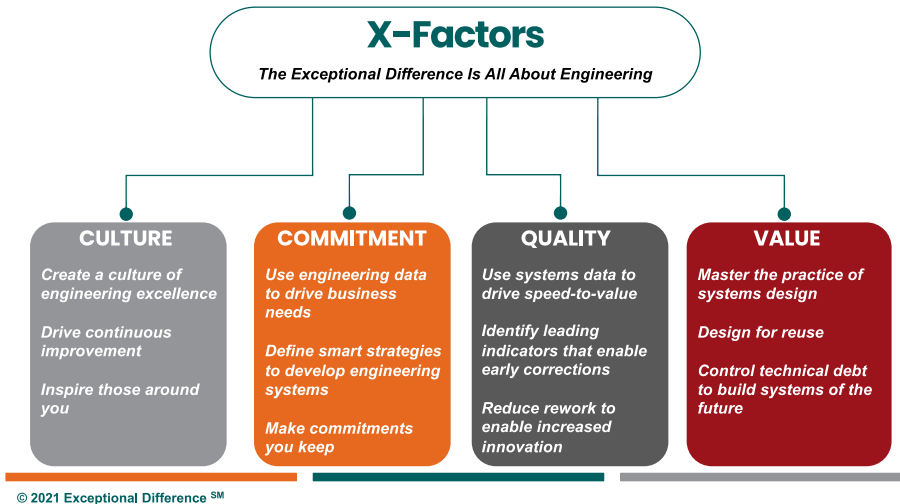 X-Factors
The Exceptional Difference Is All About Engineering
CULTURE
Create a culture of
engineering excellence
Drive continuous
improvement
Inspire those around
you
COMMITMENT
Use engineering data
to drive business
needs
Define smart strategies
to develop engineering
systems
Make commitments
you keep
QUALITY
Use systems data to
drive speed-to-value
Identify leading
indicators that enable
early corrections
Reduce rework to
enable increased
innovation
VALUE
Master the practice of
systems design
Design for reuse
Control technical debt
to build systems of the
future
© 2021 Exceptional Difference SM